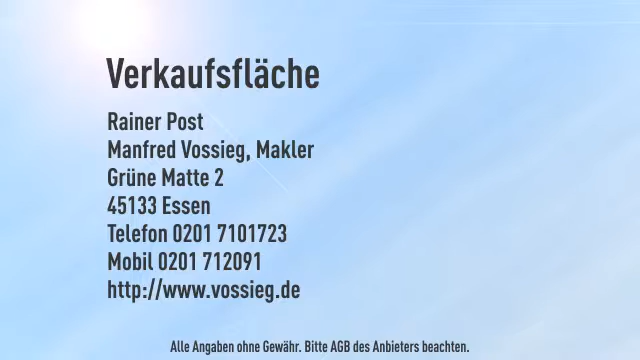 Verkaufsfläche
Rainer Post
Manfred Vossieg, Makler
Grüne Matte 2
45133 Essen
Telefon 0201 7101723
Mobil 0201 712091
http://www.vossieg.de
Alle Angaben ohne Gewähr. Bitte AGB des Anbieters beachten.